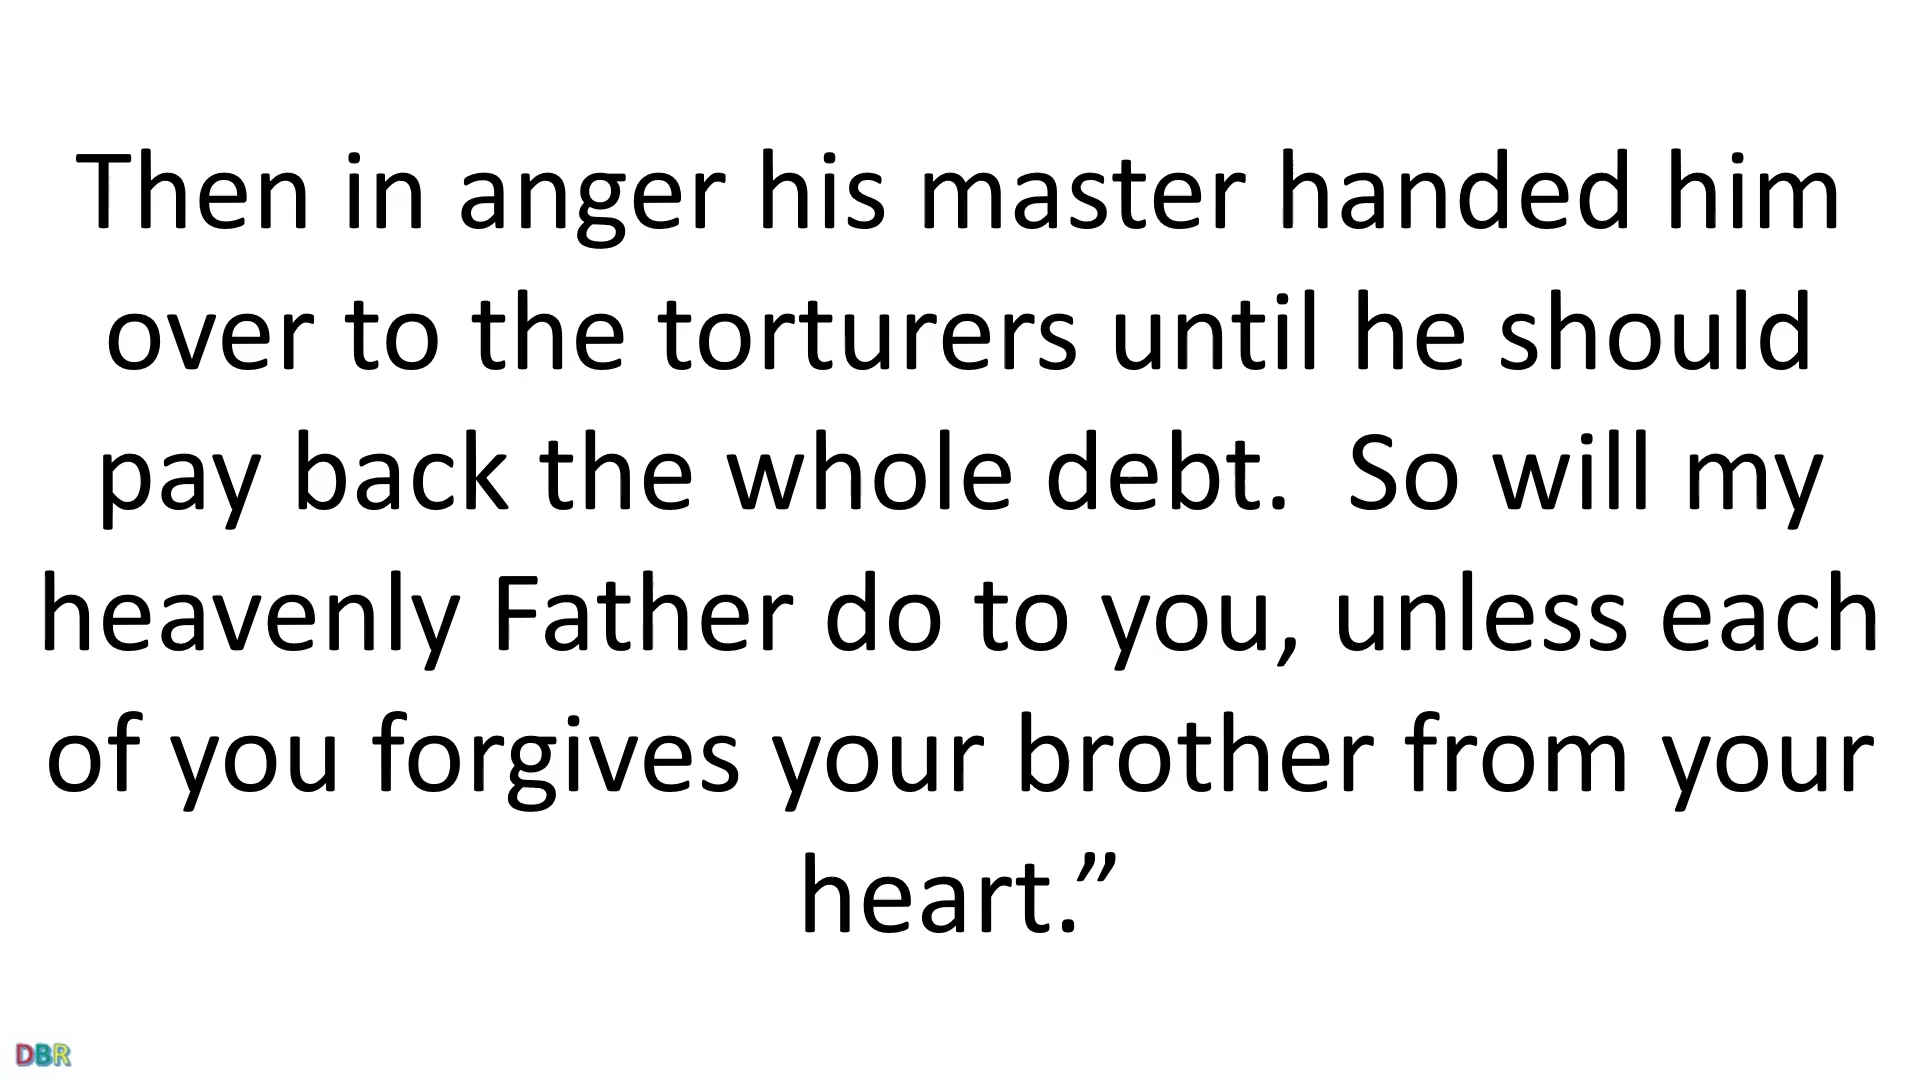 Then in anger his master handed him
over to the torturers until he should
pay back the whole debt.  So will my
heavenly Father do to you, unless each
of you forgives your brother from your
heart.”
DBR